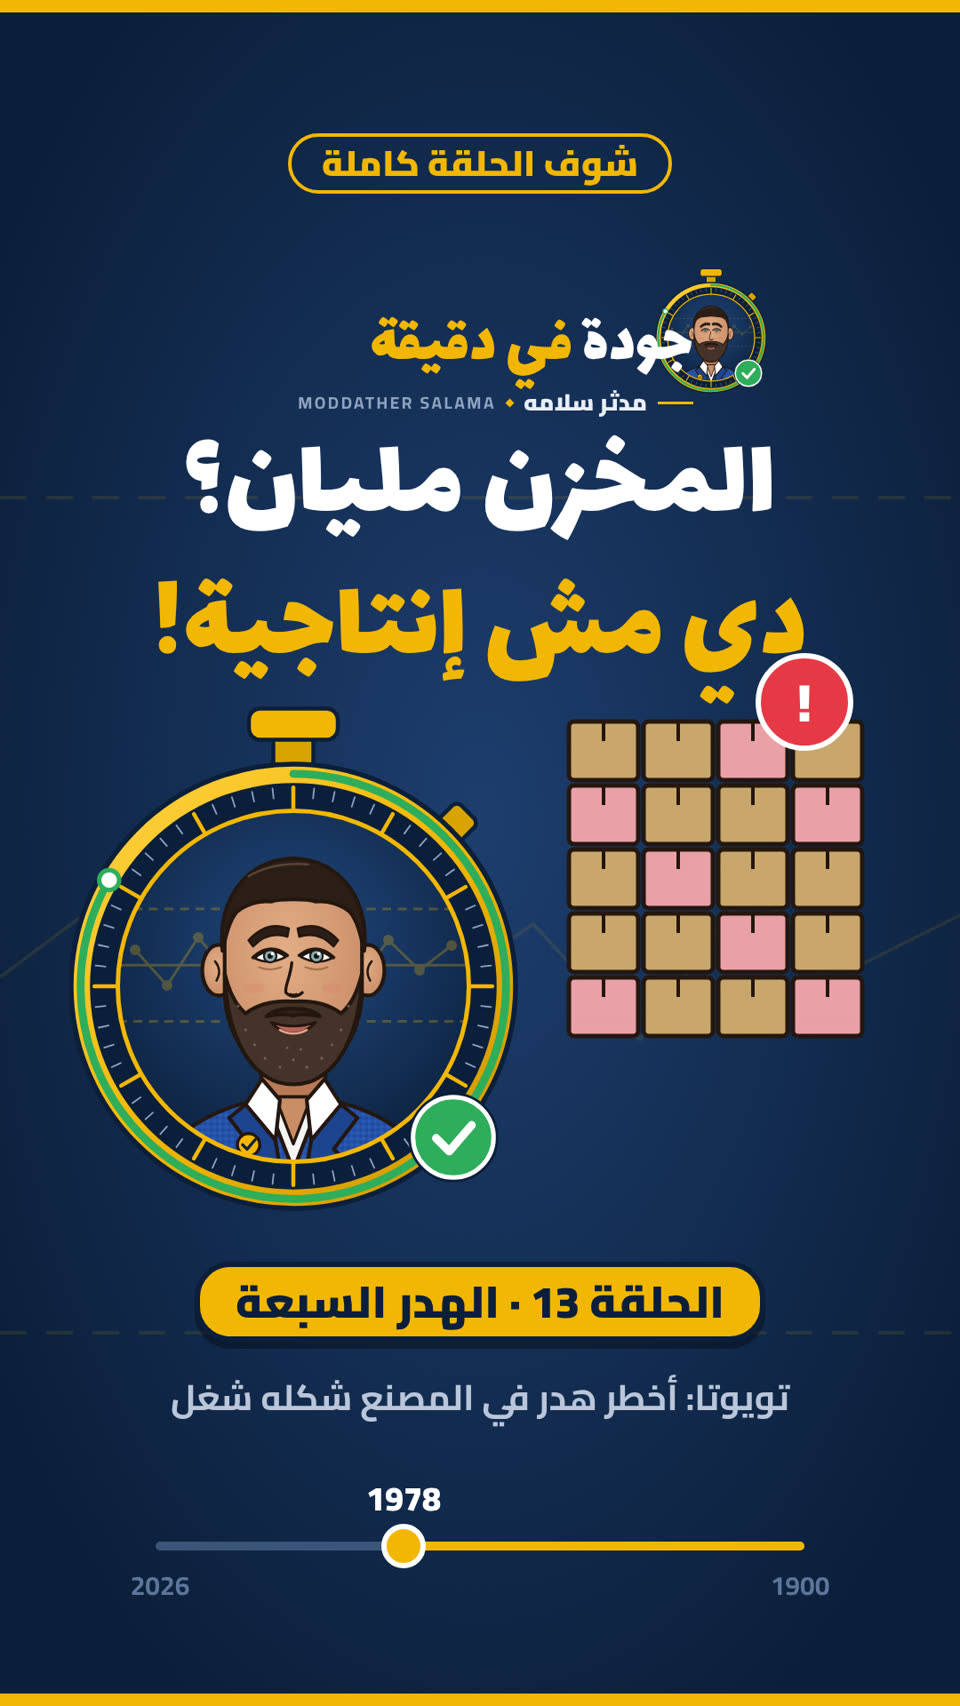 شوف الحلقة كاملة
جودة في دقيقة
مدثر سلامه ◆ MODDATHER SALAMA
المخزن مليان؟
دي مش إنتاجية!
!
الحلقة 13 · الهدر السبعة
تويوتا: أخطر هدر في المصنع شكله شغل
1978
1900 2026